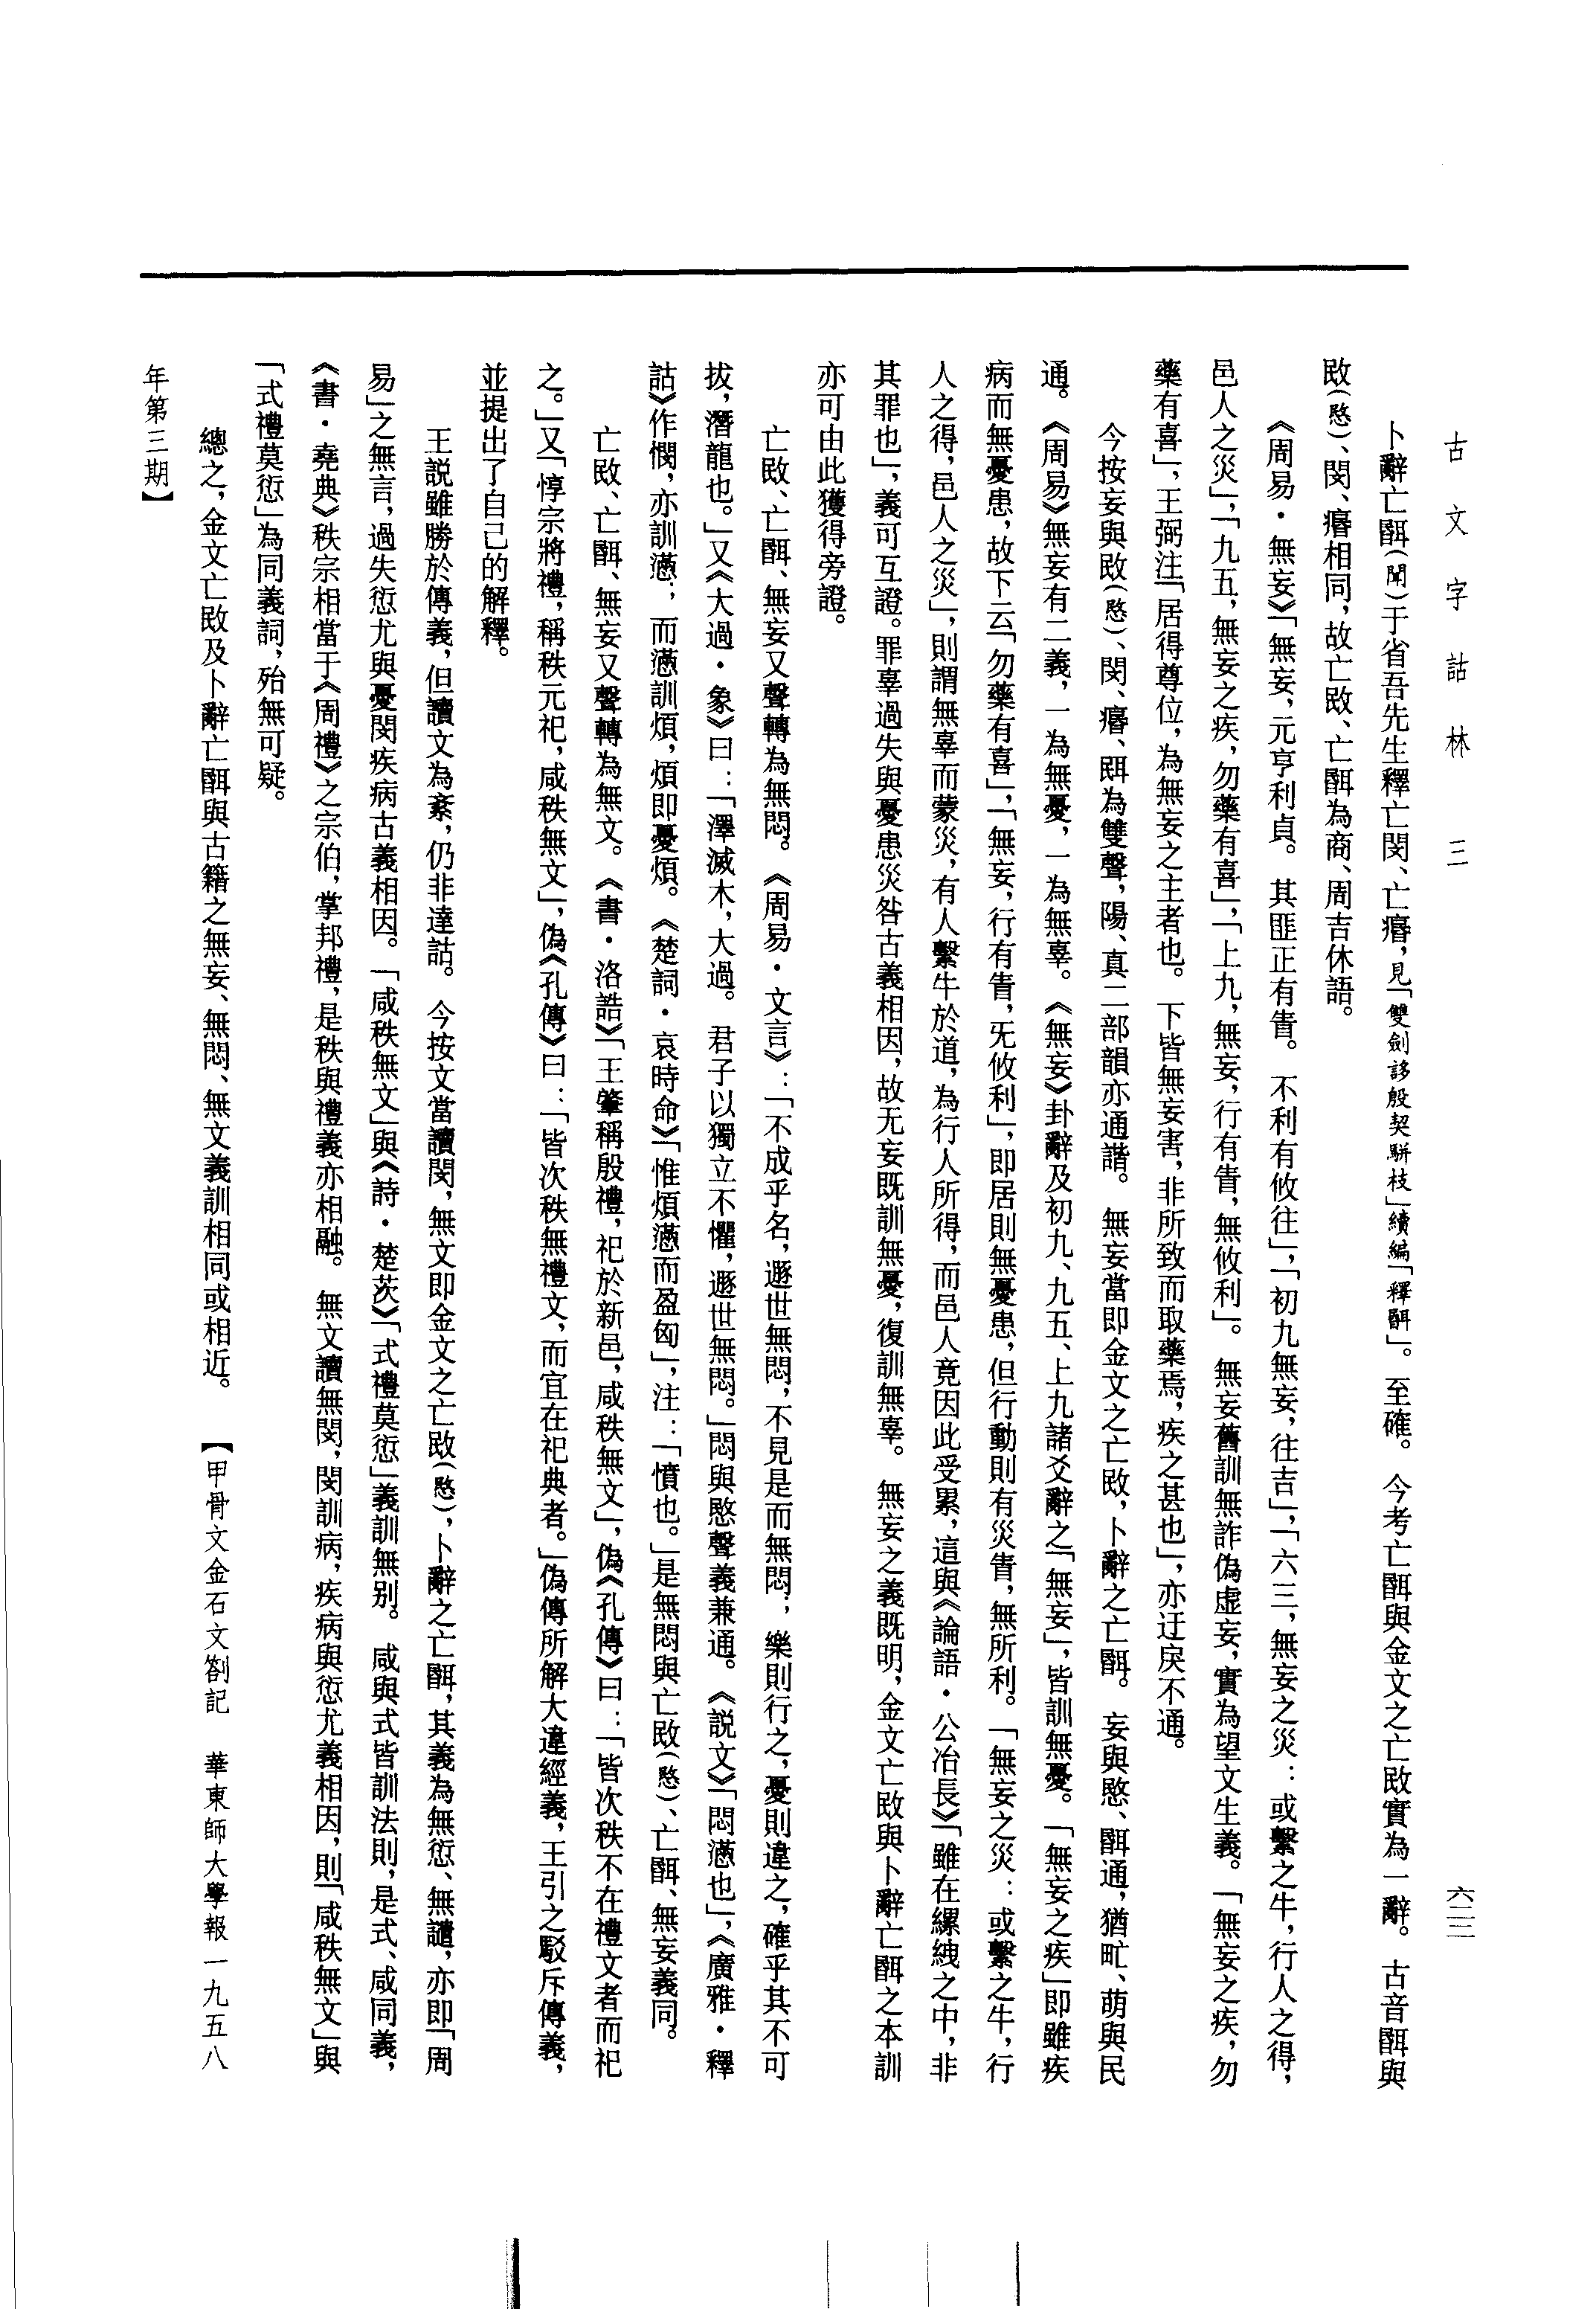 古文字詁林 三
六二三
卜辭亡䎽(聞)于省吾先生釋亡閔、亡㾕,見「雙劍誃殷契駢枝」續編「釋䎽」。至確。今考亡䎽與金文之亡敃實為一辭。古音䎽與
敃(愍)、閔、㾕相同,故亡敃、亡䎽為商、周吉休語。
《周易·無妄》「無妄,元亨利貞。其匪正有眚。不利有攸往」,「初九無妄,往吉」,「六三,無妄之災:或繫之牛,行人之得,
邑人之災」,「九五,無妄之疾,勿藥有喜」,「上九,無妄,行有眚,無攸利」。無妄舊訓無詐偽虛妄,實為望文生義。「無妄之疾,勿
藥有喜」,王弼注「居得尊位,為無妄之主者也。下皆無妄害,非所致而取藥焉,疾之甚也」,亦迂戾不通。
今按妄與敃(愍)、閔、㾕、䎽為雙聲,陽、真二部韻亦通諧。無妄當即金文之亡敃,卜辭之亡䎽。妄與愍、䎽通,猶甿、萌與民
通。《周易》無妄有二義,一為無憂,一為無辜。《無妄》卦辭及初九、九五、上九諸爻辭之「無妄」,皆訓無憂。「無妄之疾」即雖疾
病而無憂患,故下云「勿藥有喜」,「無妄,行有眚,旡攸利」,即居則無憂患,但行動則有災眚,無所利。「無妄之災:或繫之牛,行
人之得,邑人之災」,則謂無辜而蒙災,有人繫牛於道,為行人所得,而邑人竟因此受累,這與《論語·公冶長》「雖在縲絏之中,非
其罪也」,義可互證。罪辜過失與憂患災咎古義相因,故无妄既訓無憂,復訓無辜。無妄之義既明,金文亡敃與卜辭亡䎽之本訓
亦可由此獲得旁證。
亡敃、亡䎽、無妄又聲轉為無悶。《周易·文言》:「不成乎名,遯世無悶,不見是而無悶;樂則行之,憂則違之,確乎其不可
拔,潛龍也。」又《大過·象》曰:「澤滅木,大過。君子以獨立不懼,遯世無悶。」悶與愍聲義兼通。《說文》「悶懣也」,《廣雅·釋
詁》作憫,亦訓懣;而懣訓煩,煩即憂煩。《楚詞·哀時命》「惟煩懣而盈匈」,注:「憤也。」是無悶與亡敃(愍)、亡䎽、無妄義同。
亡敃、亡䎽、無妄又聲轉為無文。《書·洛誥》「王肇稱殷禮,祀於新邑,咸秩無文」,偽《孔傳》曰:「皆次秩不在禮文者而祀
之。」又「惇宗將禮,稱秩元祀,咸秩無文」,偽《孔傳》曰:「皆次秩無禮文,而宜在祀典者。」偽傳所解大違經義,王引之駁斥傳義,
並提出了自己的解釋。
王説雖勝於傳義,但讀文為紊,仍非達詁。今按文當讀閔,無文即金文之亡敃(愍),卜辭之亡䎽,其義為無愆、無譴,亦即「周
易」之無言,過失愆尤與憂閔疾病古義相因。「咸秩無文」與《詩·楚茨》「式禮莫愆」義訓無別。咸與式皆訓法則,是式、咸同義,
《書·堯典》秩宗相當于《周禮》之宗伯,掌邦禮,是秩與禮義亦相融。無文讀無閔,閔訓病,疾病與愆尤義相因,則「咸秩無文」與
「式禮莫愆」為同義詞,殆無可疑。
總之,金文亡敃及卜辭亡䎽與古籍之無妄、無悶、無文義訓相同或相近。【甲骨文金石文劄記 華東師大學報一九五八
年第三期】